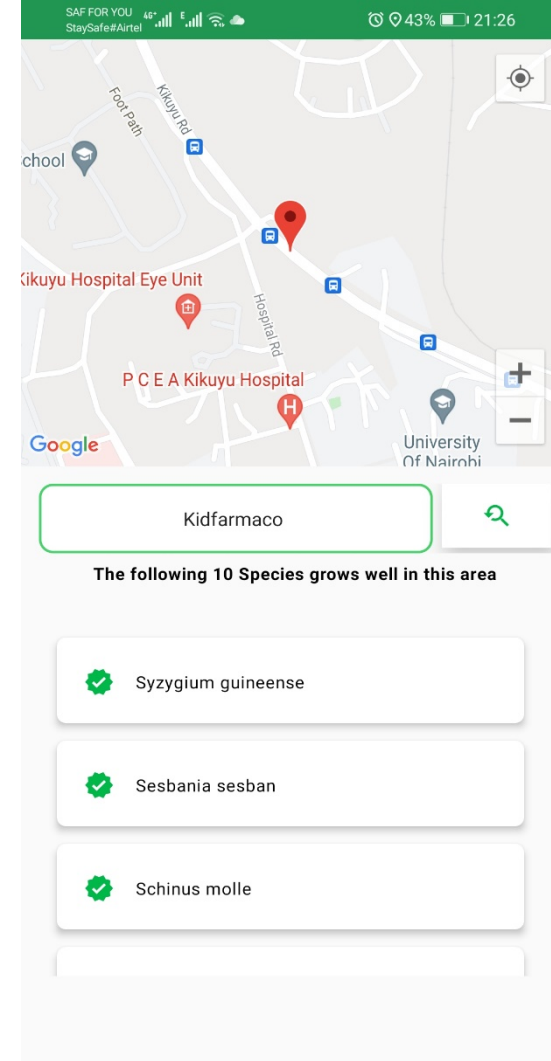 SAF FOR YOU
StaySafe#Airtel
4G+
E
43%
21:26
Foot Path
Kikuyu Rd
chool
Kikuyu Hospital Eye Unit
Hospital Rd
P C E A Kikuyu Hospital
H
University
Of Nairobi
Google
Kidfarmaco
The following 10 Species grows well in this area
Syzygium guineense
Sesbania sesban
Schinus molle